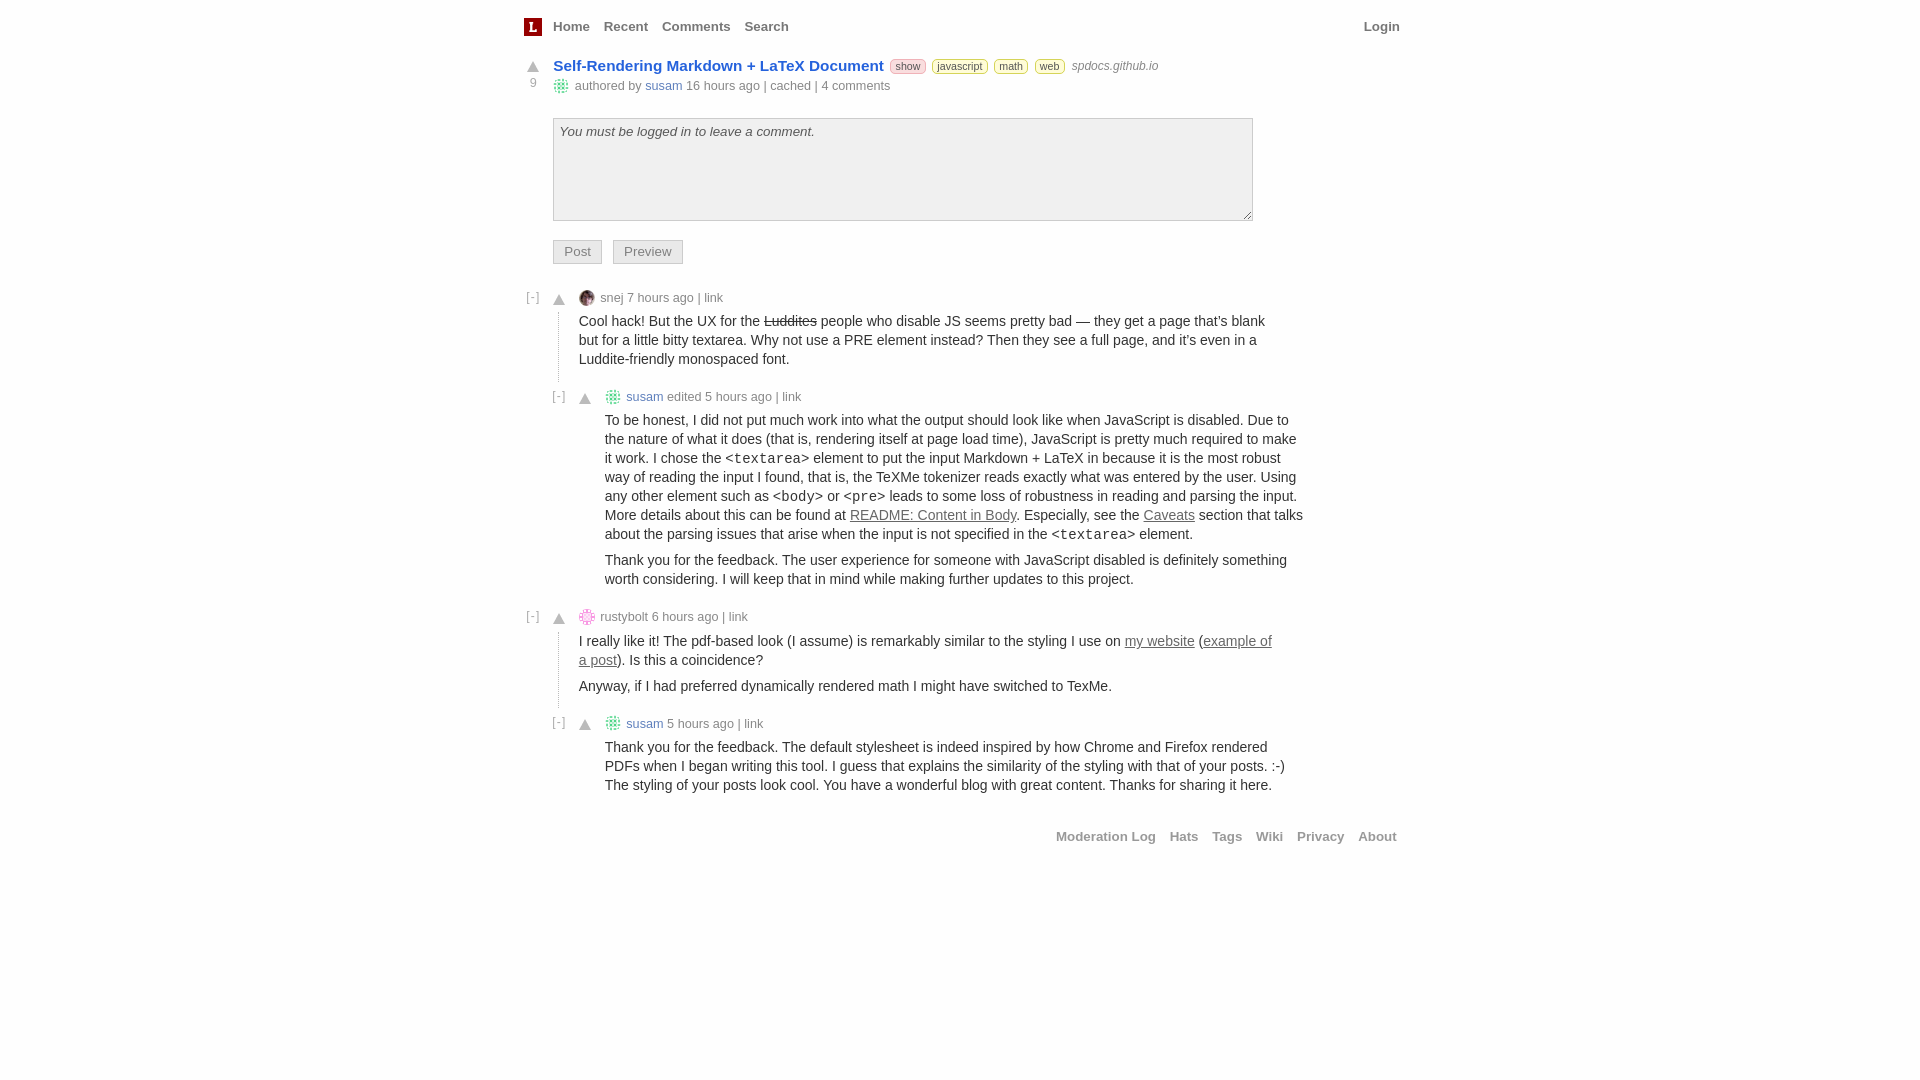 L Home Recent Comments Search Login
Self-Rendering Markdown + LaTeX Document show javascript math web spdocs.github.io
9
authored by susam 16 hours ago | cached | 4 comments
You must be logged in to leave a comment.
Post Preview
[-] snej 7 hours ago | link
Cool hack! But the UX for the Luddites people who disable JS seems pretty bad — they get a page that’s blank
but for a little bitty textarea. Why not use a PRE element instead? Then they see a full page, and it’s even in a
Luddite-friendly monospaced font.
[-] susam edited 5 hours ago | link
To be honest, I did not put much work into what the output should look like when JavaScript is disabled. Due to
the nature of what it does (that is, rendering itself at page load time), JavaScript is pretty much required to make
it work. I chose the <textarea> element to put the input Markdown + LaTeX in because it is the most robust
way of reading the input I found, that is, the TeXMe tokenizer reads exactly what was entered by the user. Using
any other element such as <body> or <pre> leads to some loss of robustness in reading and parsing the input.
More details about this can be found at README: Content in Body. Especially, see the Caveats section that talks
about the parsing issues that arise when the input is not specified in the <textarea> element.
Thank you for the feedback. The user experience for someone with JavaScript disabled is definitely something
worth considering. I will keep that in mind while making further updates to this project.
[-] rustybolt 6 hours ago | link
I really like it! The pdf-based look (I assume) is remarkably similar to the styling I use on my website (example of
a post). Is this a coincidence?
Anyway, if I had preferred dynamically rendered math I might have switched to TexMe.
[-] susam 5 hours ago | link
Thank you for the feedback. The default stylesheet is indeed inspired by how Chrome and Firefox rendered
PDFs when I began writing this tool. I guess that explains the similarity of the styling with that of your posts. :-)
The styling of your posts look cool. You have a wonderful blog with great content. Thanks for sharing it here.
Moderation Log Hats Tags Wiki Privacy About